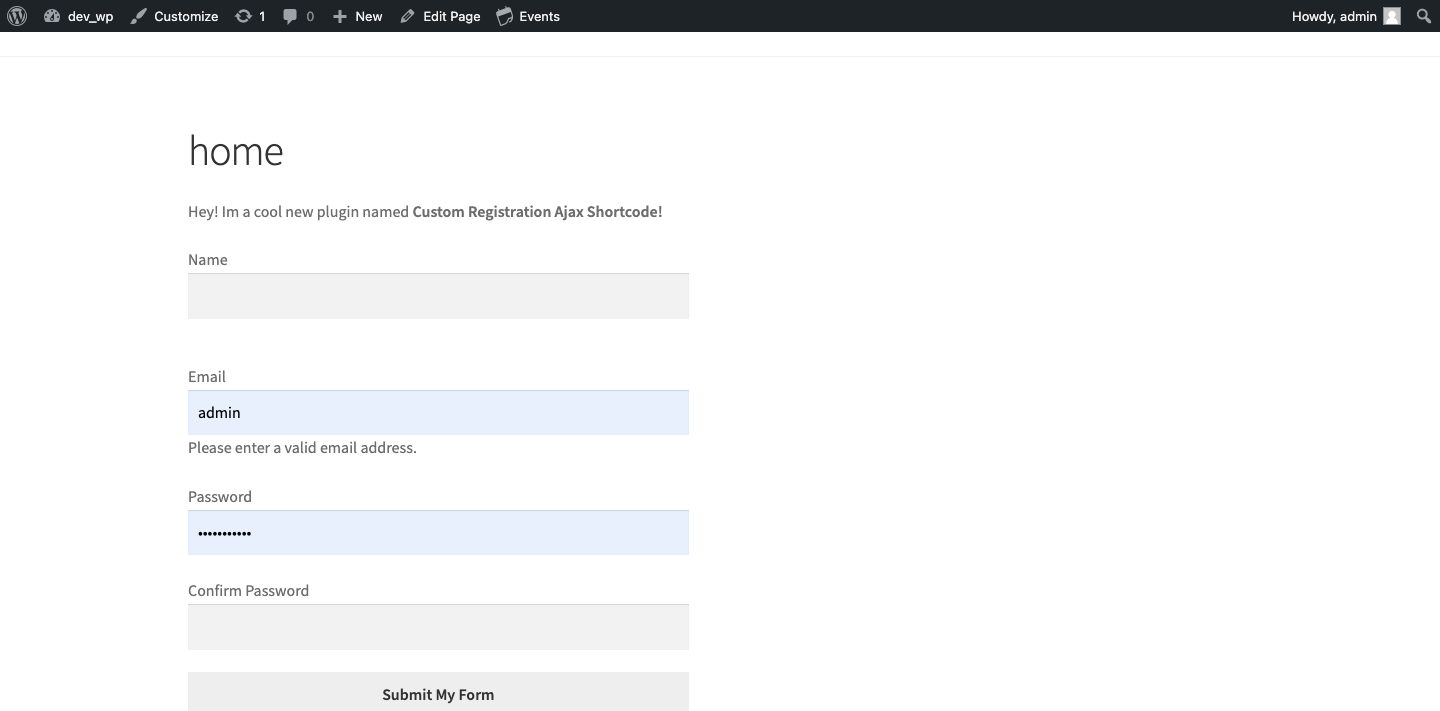 dev_wp Customize 1 0 New Edit Page Events Howdy, admin
home
Hey! Im a cool new plugin named Custom Registration Ajax Shortcode!
Name
Email
admin
Please enter a valid email address.
Password
•••••••••••
Confirm Password
Submit My Form